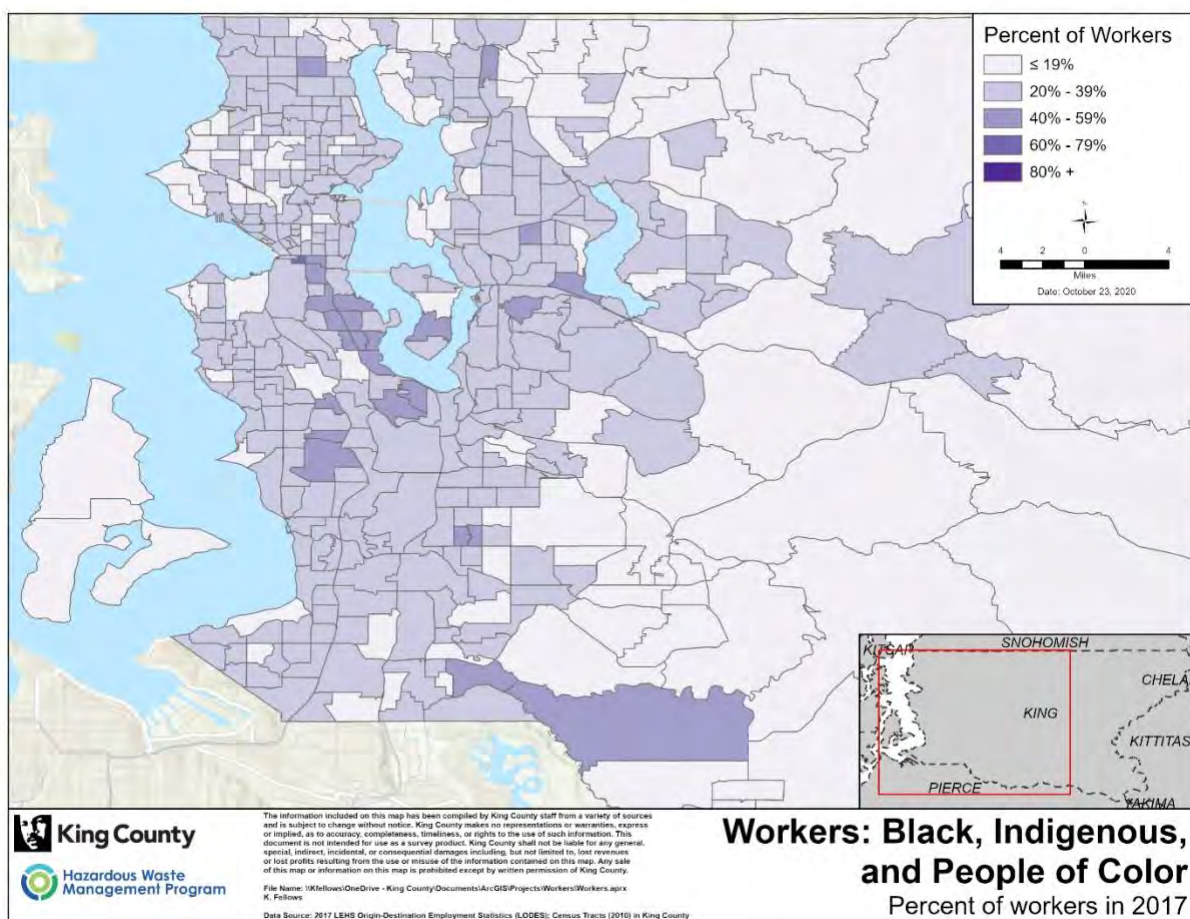 Percent of Workers
≤ 19%
20% - 39%
40% - 59%
60% - 79%
80% +
N
4 2 0 4
Miles
Date: October 23, 2020
KITSAP
SNOHOMISH
CHELA
KING
KITTITAS
PIERCE
YAKIMA
King County
Hazardous Waste
Management Program
The information included on this map has been compiled by King County staff from a variety of sources
and is subject to change without notice. King County makes no representations or warranties, express
or implied, as to accuracy, completeness, timeliness, or rights to the use of such information. This
document is not intended for use as a survey product. King County shall not be liable for any general,
special, indirect, incidental, or consequential damages including, but not limited to, lost revenues
or lost profits resulting from the use or misuse of the information contained on this map. Any sale
of this map or information on this map is prohibited except by written permission of King County.
File Name: \\Kfellows\OneDrive - King County\Documents\ArcGIS\Projects\Workers\Workers.aprx
K. Fellows
Data Source: 2017 LEHS Origin-Destination Employment Statistics (LODES); Census Tracts (2010) in King County
Workers: Black, Indigenous,
and People of Color
Percent of workers in 2017